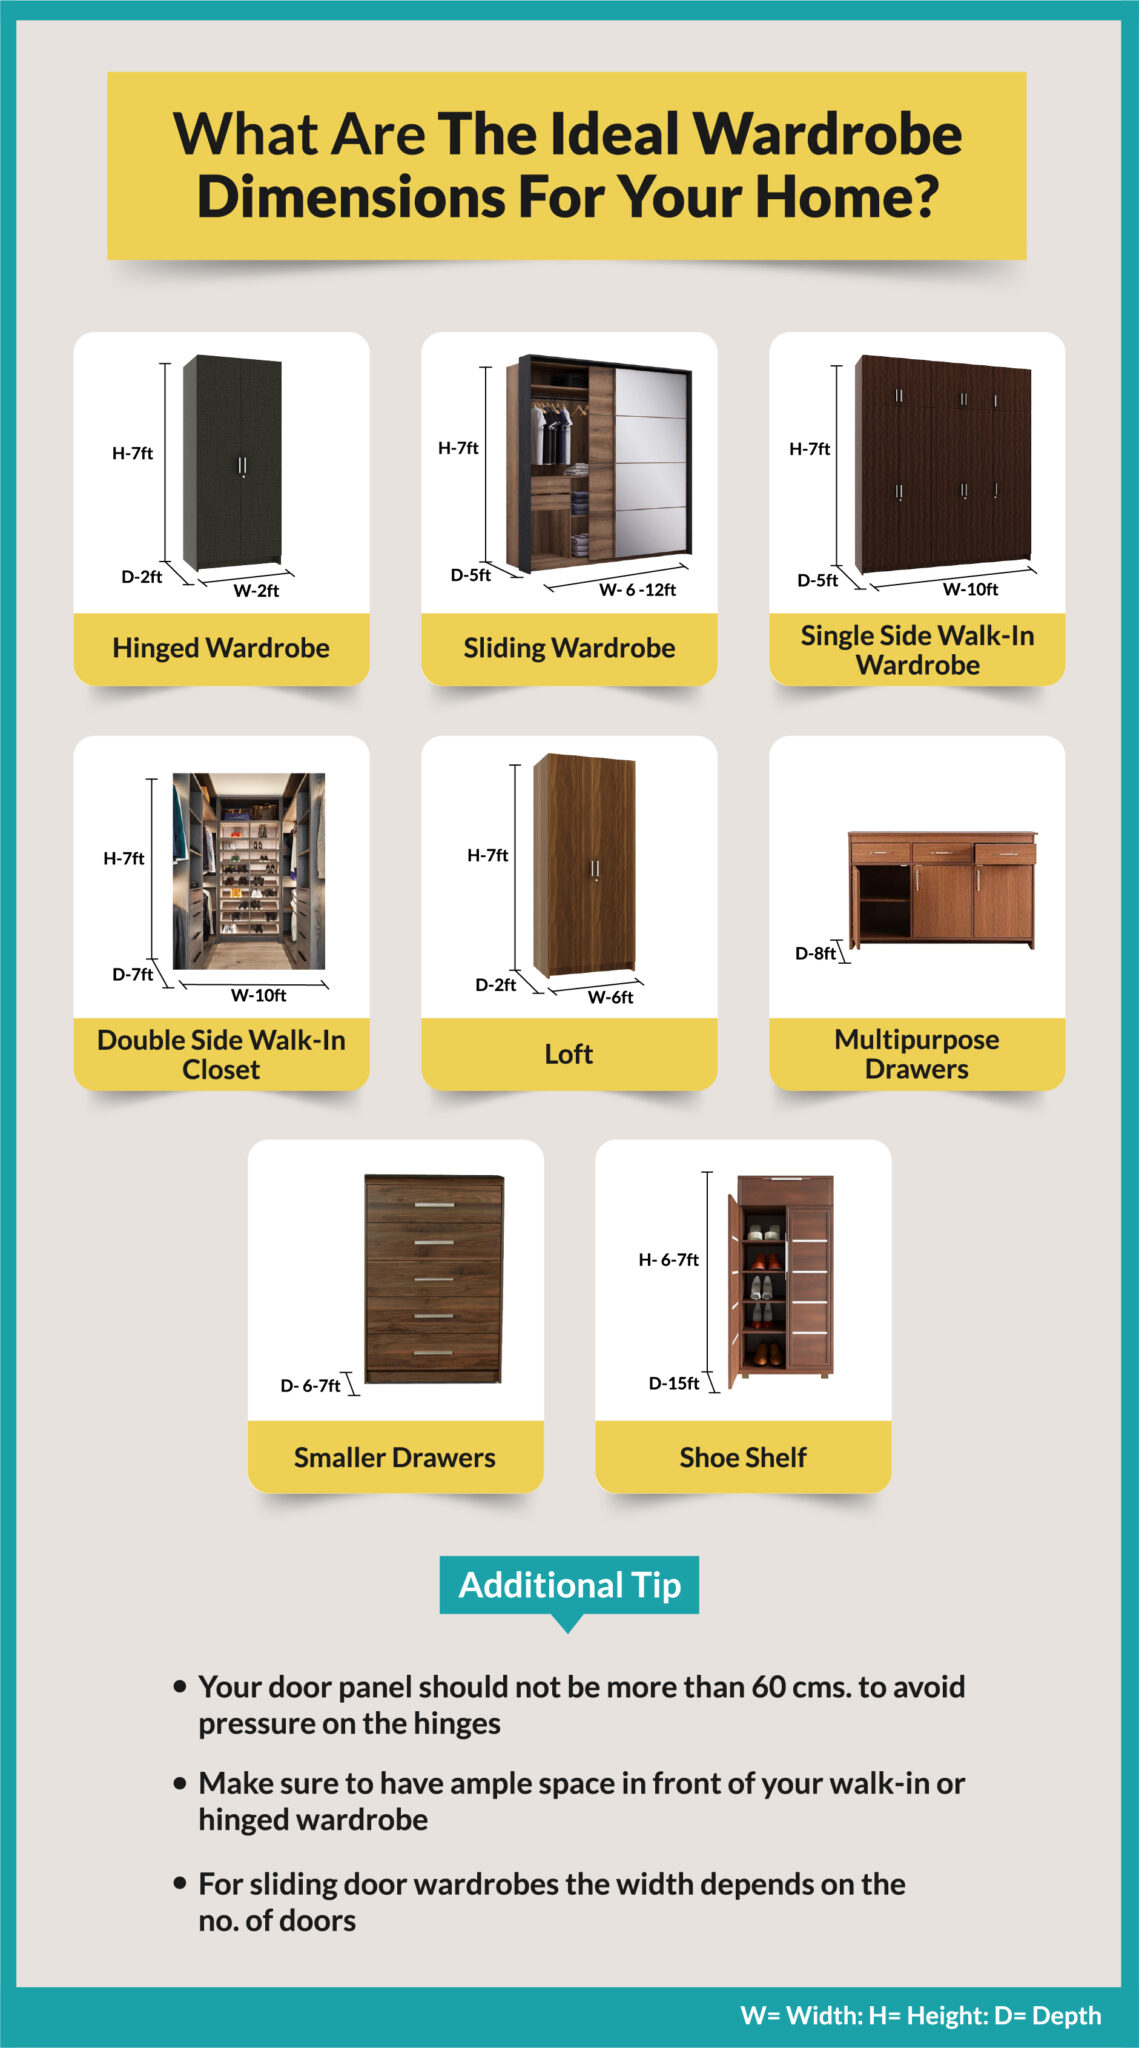 What Are The Ideal Wardrobe
Dimensions For Your Home?
H-7ft
D-2ft
W-2ft
Hinged Wardrobe
H-7ft
D-5ft
W- 6 -12ft
Sliding Wardrobe
H-7ft
D-5ft
W-10ft
Single Side Walk-In
Wardrobe
H-7ft
D-7ft
W-10ft
Double Side Walk-In
Closet
H-7ft
D-2ft
W-6ft
Loft
D-8ft
Multipurpose
Drawers
D- 6-7ft
Smaller Drawers
H- 6-7ft
D-15ft
Shoe Shelf
Additional Tip
• Your door panel should not be more than 60 cms. to avoid
pressure on the hinges
• Make sure to have ample space in front of your walk-in or
hinged wardrobe
• For sliding door wardrobes the width depends on the
no. of doors
W= Width: H= Height: D= Depth